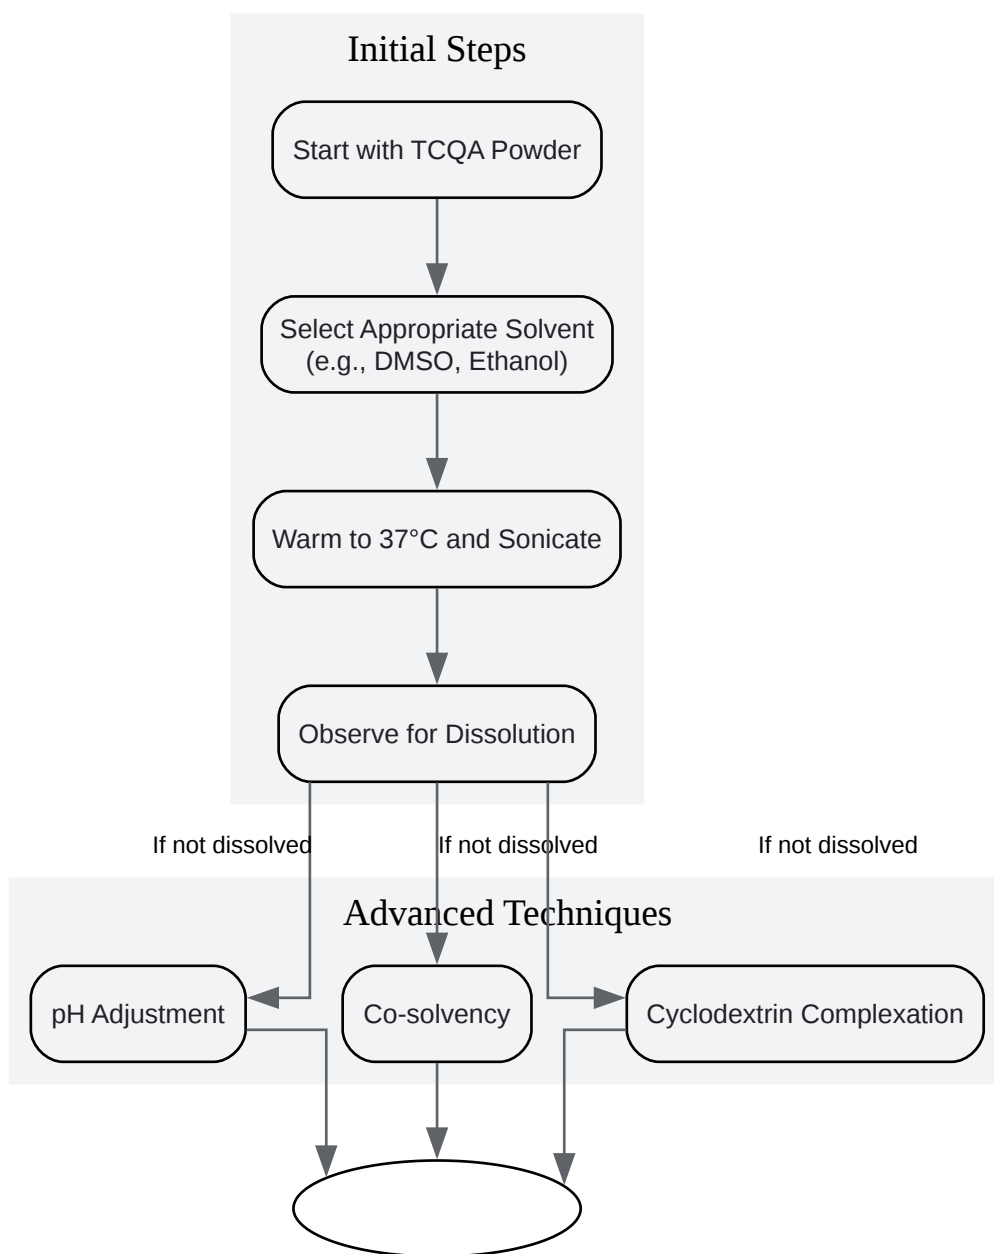 Initial Steps
Start with TCQA Powder
Select Appropriate Solvent
(e.g., DMSO, Ethanol)
Warm to 37°C and Sonicate
Observe for Dissolution
If not dissolved
If not dissolved
If not dissolved
Advanced Techniques
pH Adjustment
Co-solvency
Cyclodextrin Complexation